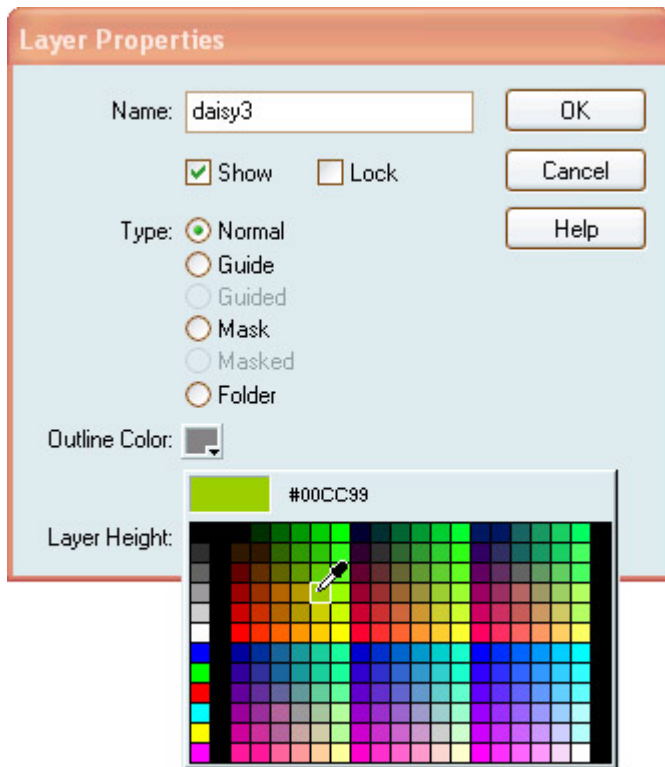 Layer Properties
Name: daisy3 OK
Show Lock Cancel
Type: Normal Help
Guide
Guided
Mask
Masked
Folder
Outline Color:
#00CC99
Layer Height: